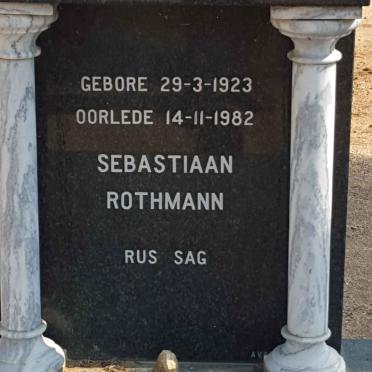 GEBORE 29-3-1923
OORLEDE 14-11-1982
SEBASTIAAN
ROTHMANN
RUS SAG